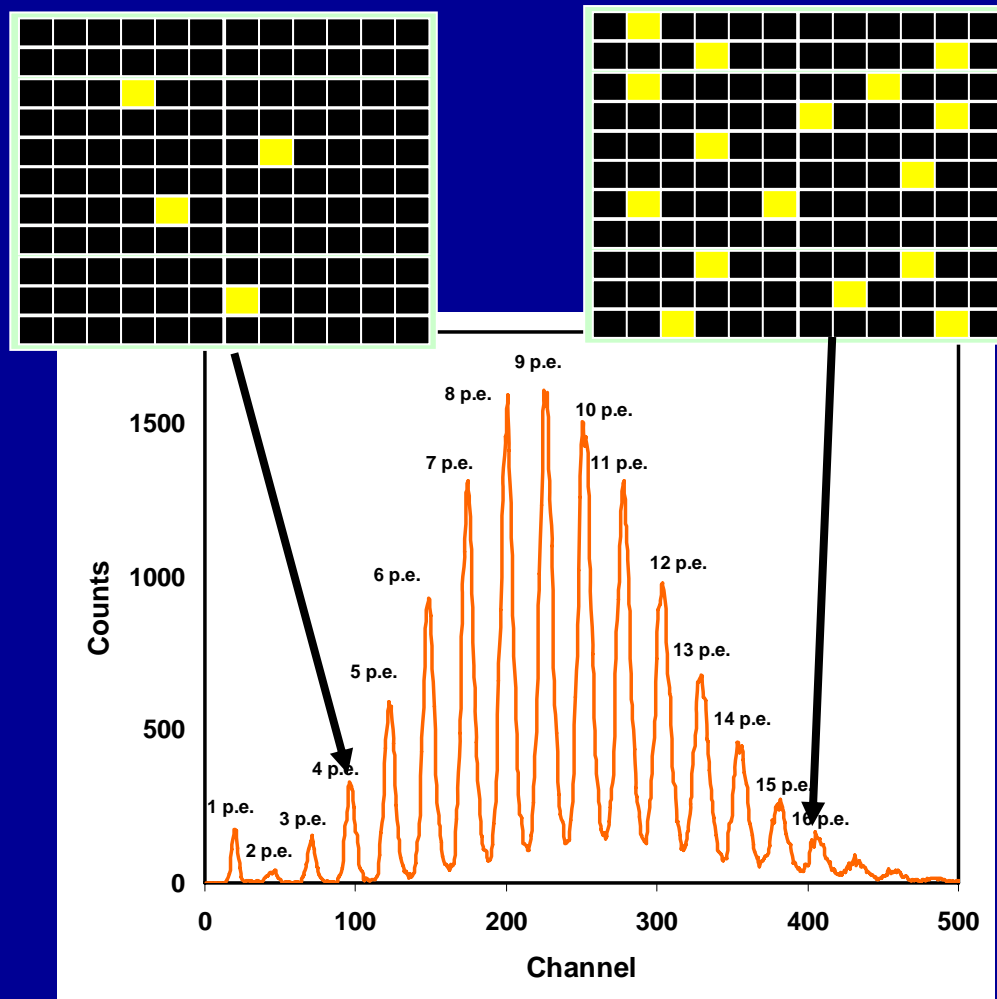 9 p.e.
8 p.e.
10 p.e.
1500
7 p.e.
11 p.e.
12 p.e.
1000
6 p.e.
Counts
13 p.e.
5 p.e.
14 p.e.
500
4 p.e.
15 p.e.
1 p.e.
3 p.e.
16 p.e.
2 p.e.
0
0 100 200 300 400 500
Channel